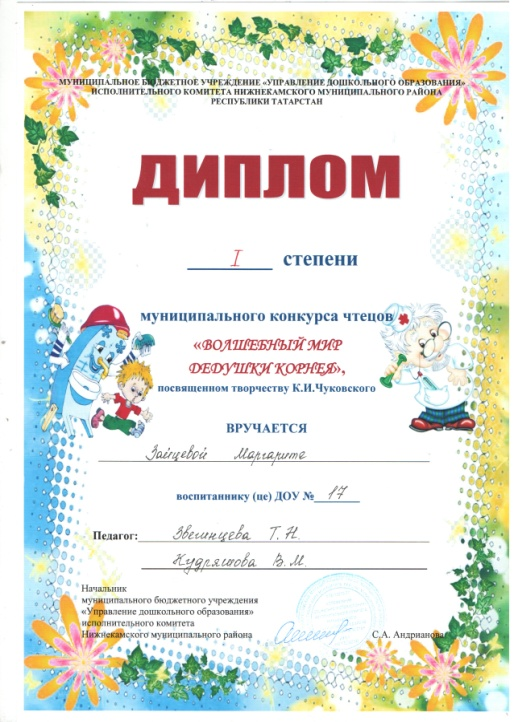 МУНИЦИПАЛЬНОЕ БЮДЖЕТНОЕ УЧРЕЖДЕНИЕ «УПРАВЛЕНИЕ ДОШКОЛЬНОГО ОБРАЗОВАНИЯ»
ИСПОЛНИТЕЛЬНОГО КОМИТЕТА НИЖНЕКАМСКОГО МУНИЦИПАЛЬНОГО РАЙОНА
РЕСПУБЛИКИ ТАТАРСТАН
ДИПЛОМ
I степени
муниципального конкурса чтецов
«ВОЛШЕБНЫЙ МИР
ДЕДУШКИ КОРНЕЯ»,
посвященном творчеству К.И.Чуковского
ВРУЧАЕТСЯ
Зайцевой Маргарите
воспитаннику (це) ДОУ № 17
Педагог: Т.Н.
Кудряшова В.М.
Начальник
муниципального бюджетного учреждения
«Управление дошкольного образования»
исполнительного комитета
Нижнекамского муниципального района С.А. Андрианова